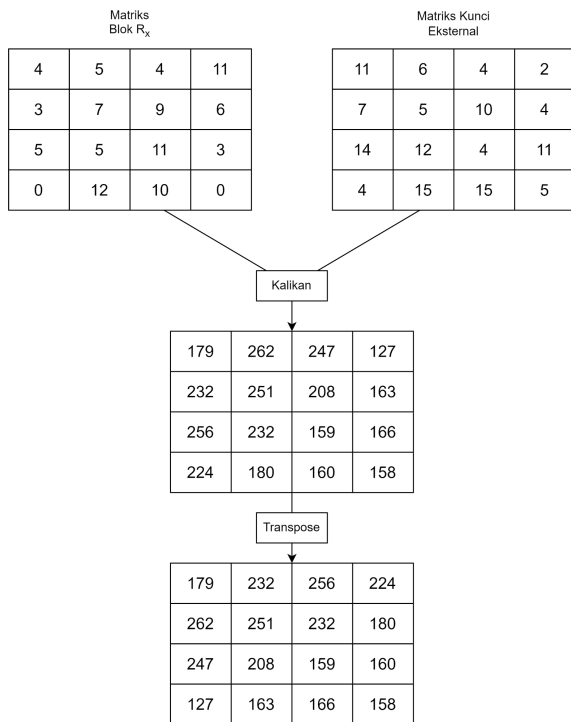 Matriks
Blok Rx
Matriks Kunci
Eksternal
4 5 4 11
3 7 9 6
5 5 11 3
0 12 10 0
11 6 4 2
7 5 10 4
14 12 4 11
4 15 15 5
Kalikan
179 262 247 127
232 251 208 163
256 232 159 166
224 180 160 158
Transpose
179 232 256 224
262 251 232 180
247 208 159 160
127 163 166 158